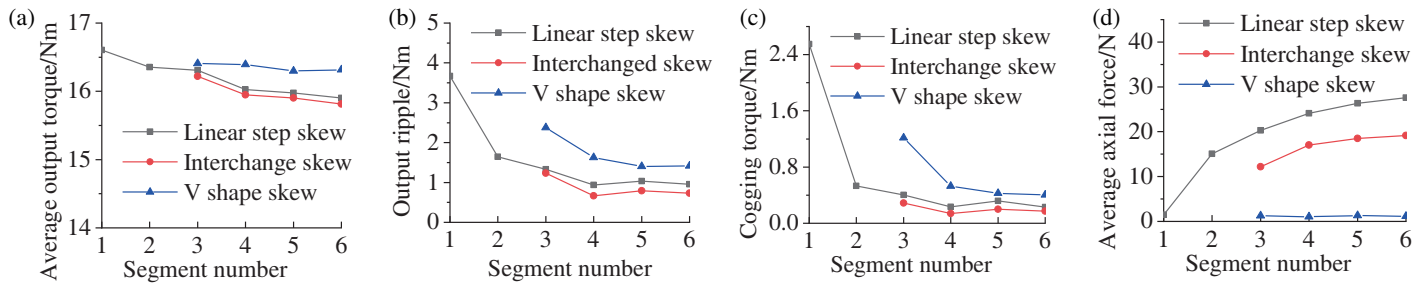 (a)
Average output torque/Nm
17
16
15
14
Linear step skew
Interchange skew
V shape skew
1 2 3 4 5 6
Segment number
(b)
Output ripple/Nm
5
4
3
2
1
0
Linear step skew
Interchanged skew
V shape skew
1 2 3 4 5 6
Segment number
(c)
Cogging torque/Nm
2.4
1.6
0.8
0.0
Linear step skew
Interchange skew
V shape skew
1 2 3 4 5 6
Segment number
(d)
Average axial force/N
40
30
20
10
0
Linear step skew
Interchange skew
V shape skew
1 2 3 4 5 6
Segment number